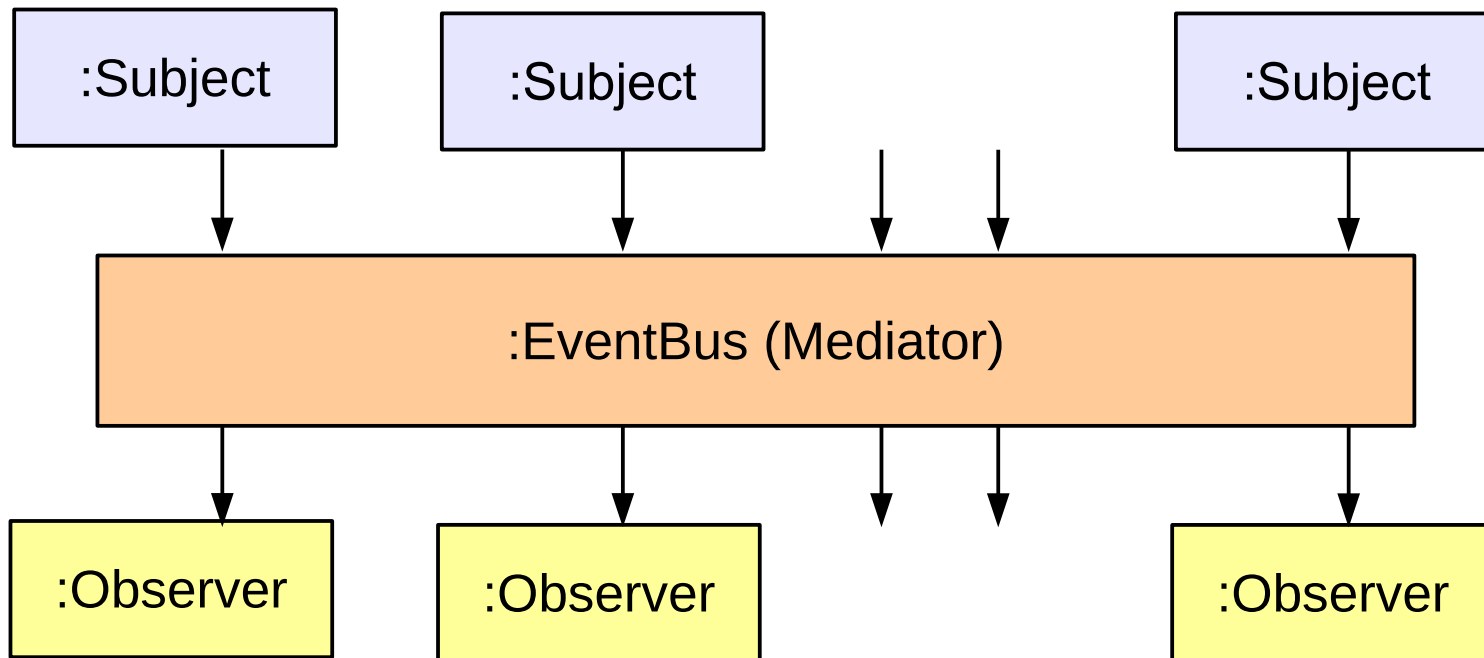 :Subject
:Subject
:Subject
:EventBus (Mediator)
:Observer
:Observer
:Observer